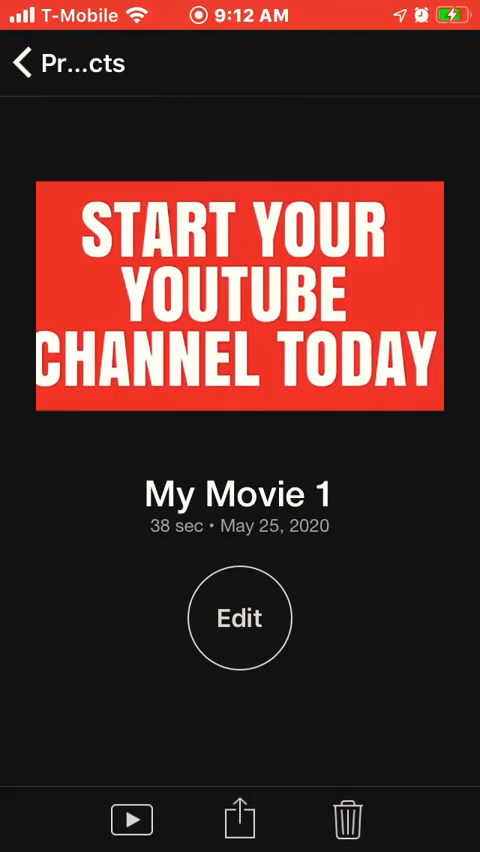 T-Mobile 9:12 AM
Pr...cts
START YOUR
YOUTUBE
CHANNEL TODAY
My Movie 1
38 sec • May 25, 2020
Edit